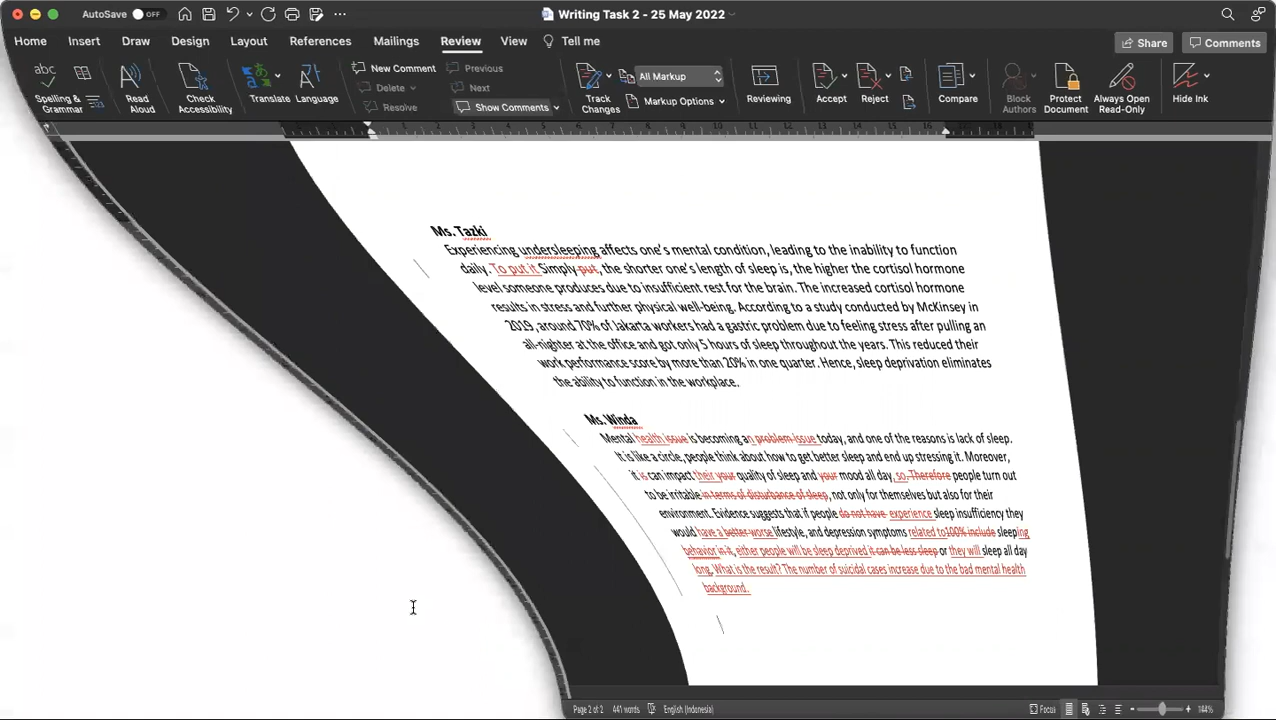 AutoSave OFF Writing Task 2 - 25 May 2022
Home Insert Draw Design Layout References Mailings Review View Tell me Share Comments
Spelling & Grammar Read Aloud Check Accessibility Translate Language New Comment Delete Resolve Previous Next Show Comments Track Changes All Markup Markup Options Reviewing Accept Reject Compare Block Authors Protect Document Always Open Read-Only Hide Ink
Ms. Tazki
Experiencing undersleeping affects one's mental condition, leading to the inability to function
daily. To put it Simply put, the shorter one's length of sleep is, the higher the cortisol hormone
level someone produces due to insufficient rest for the brain. The increased cortisol hormone
results in stress and further physical well-being. According to a study conducted by McKinsey in
2019, around 70% of Jakarta workers had a gastric problem due to feeling stress after pulling an
all-nighter at the office and got only 5 hours of sleep throughout the years. This reduced their
work performance score by more than 20% in one quarter. Hence, sleep deprivation eliminates
the ability to function in the workplace.
Ms. Winda
Mental health issue is becoming an problem issue today, and one of the reasons is lack of sleep.
It is like a circle, people think about how to get better sleep and end up stressing it. Moreover,
it is can impact their your quality of sleep and your mood all day, so Therefore people turn out
to be irritable in terms of disturbance of sleep, not only for themselves but also for their
environment. Evidence suggests that if people do not have experience sleep insufficiency they
would have a better worse lifestyle, and depression symptoms related to 100% include sleeping
behavior in it, either people will be sleep deprived it can be less sleep or they will sleep all day
long. What is the result? The number of suicidal cases increase due to the bad mental health
background.
Page 2 of 2 441 words English (Indonesia) Focus 144%